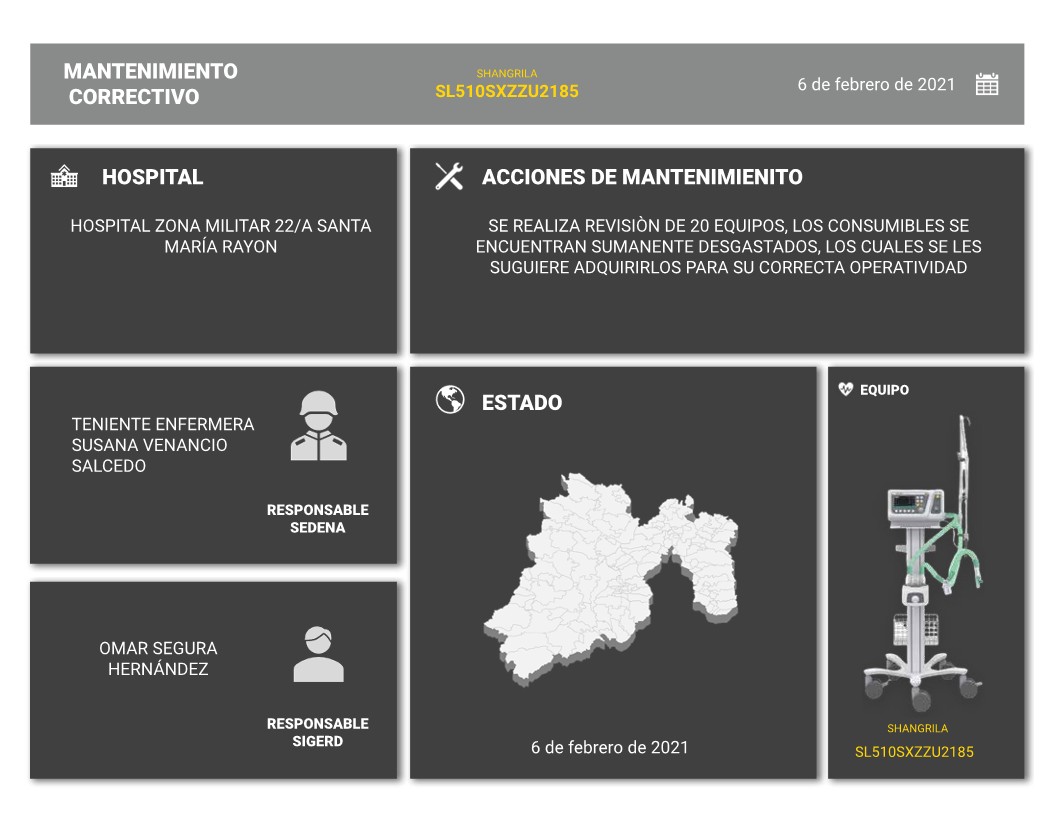 MANTENIMIENTO
CORRECTIVO
SHANGRILA
SL510SXZZU2185
6 de febrero de 2021
HOSPITAL
HOSPITAL ZONA MILITAR 22/A SANTA
MARÍA RAYON
ACCIONES DE MANTENIMIENITO
SE REALIZA REVISIÒN DE 20 EQUIPOS, LOS CONSUMIBLES SE
ENCUENTRAN SUMANENTE DESGASTADOS, LOS CUALES SE LES
SUGUIERE ADQUIRIRLOS PARA SU CORRECTA OPERATIVIDAD
TENIENTE ENFERMERA
SUSANA VENANCIO
SALCEDO
RESPONSABLE
SEDENA
OMAR SEGURA
HERNÁNDEZ
RESPONSABLE
SIGERD
ESTADO
6 de febrero de 2021
EQUIPO
SHANGRILA
SL510SXZZU2185